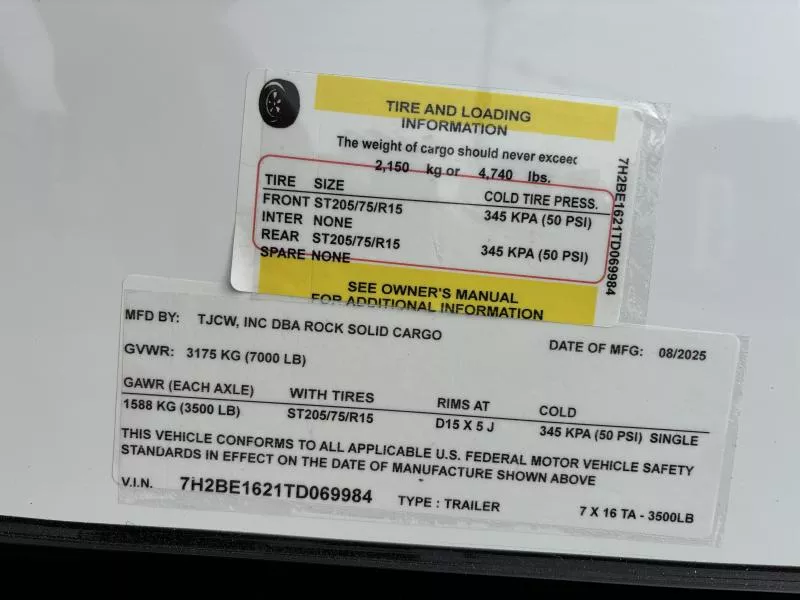 TIRE AND LOADING
INFORMATION
The weight of cargo should never exceed
2,150 kg or 4,740 lbs.
TIRE SIZE COLD TIRE PRESS.
FRONT ST205/75/R15 345 KPA (50 PSI)
INTER NONE
REAR ST205/75/R15 345 KPA (50 PSI)
SPARE NONE
SEE OWNER'S MANUAL
FOR ADDITIONAL INFORMATION
7H2BE1621TD069984
MFD BY: TJCW, INC DBA ROCK SOLID CARGO
DATE OF MFG: 08/2025
GVWR: 3175 KG (7000 LB)
GAWR (EACH AXLE) WITH TIRES RIMS AT COLD
1588 KG (3500 LB) ST205/75/R15 D15 X 5 J 345 KPA (50 PSI) SINGLE
THIS VEHICLE CONFORMS TO ALL APPLICABLE U.S. FEDERAL MOTOR VEHICLE SAFETY
STANDARDS IN EFFECT ON THE DATE OF MANUFACTURE SHOWN ABOVE
V.I.N. 7H2BE1621TD069984 TYPE : TRAILER 7 X 16 TA - 3500LB